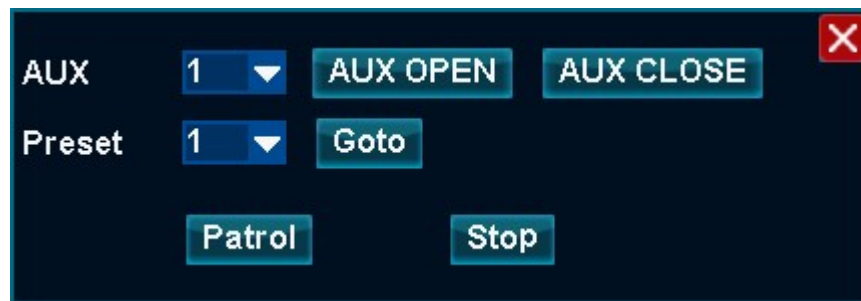 AUX 1 AUX OPEN AUX CLOSE
Preset 1 Goto
Patrol Stop